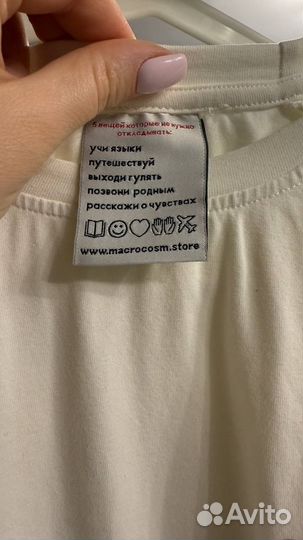 5 вещей которые не нужно
откладывать:
учи языки
путешествуй
выходи гулять
позвони родным
расскажи о чувствах
www.macrocosm.store
Avito